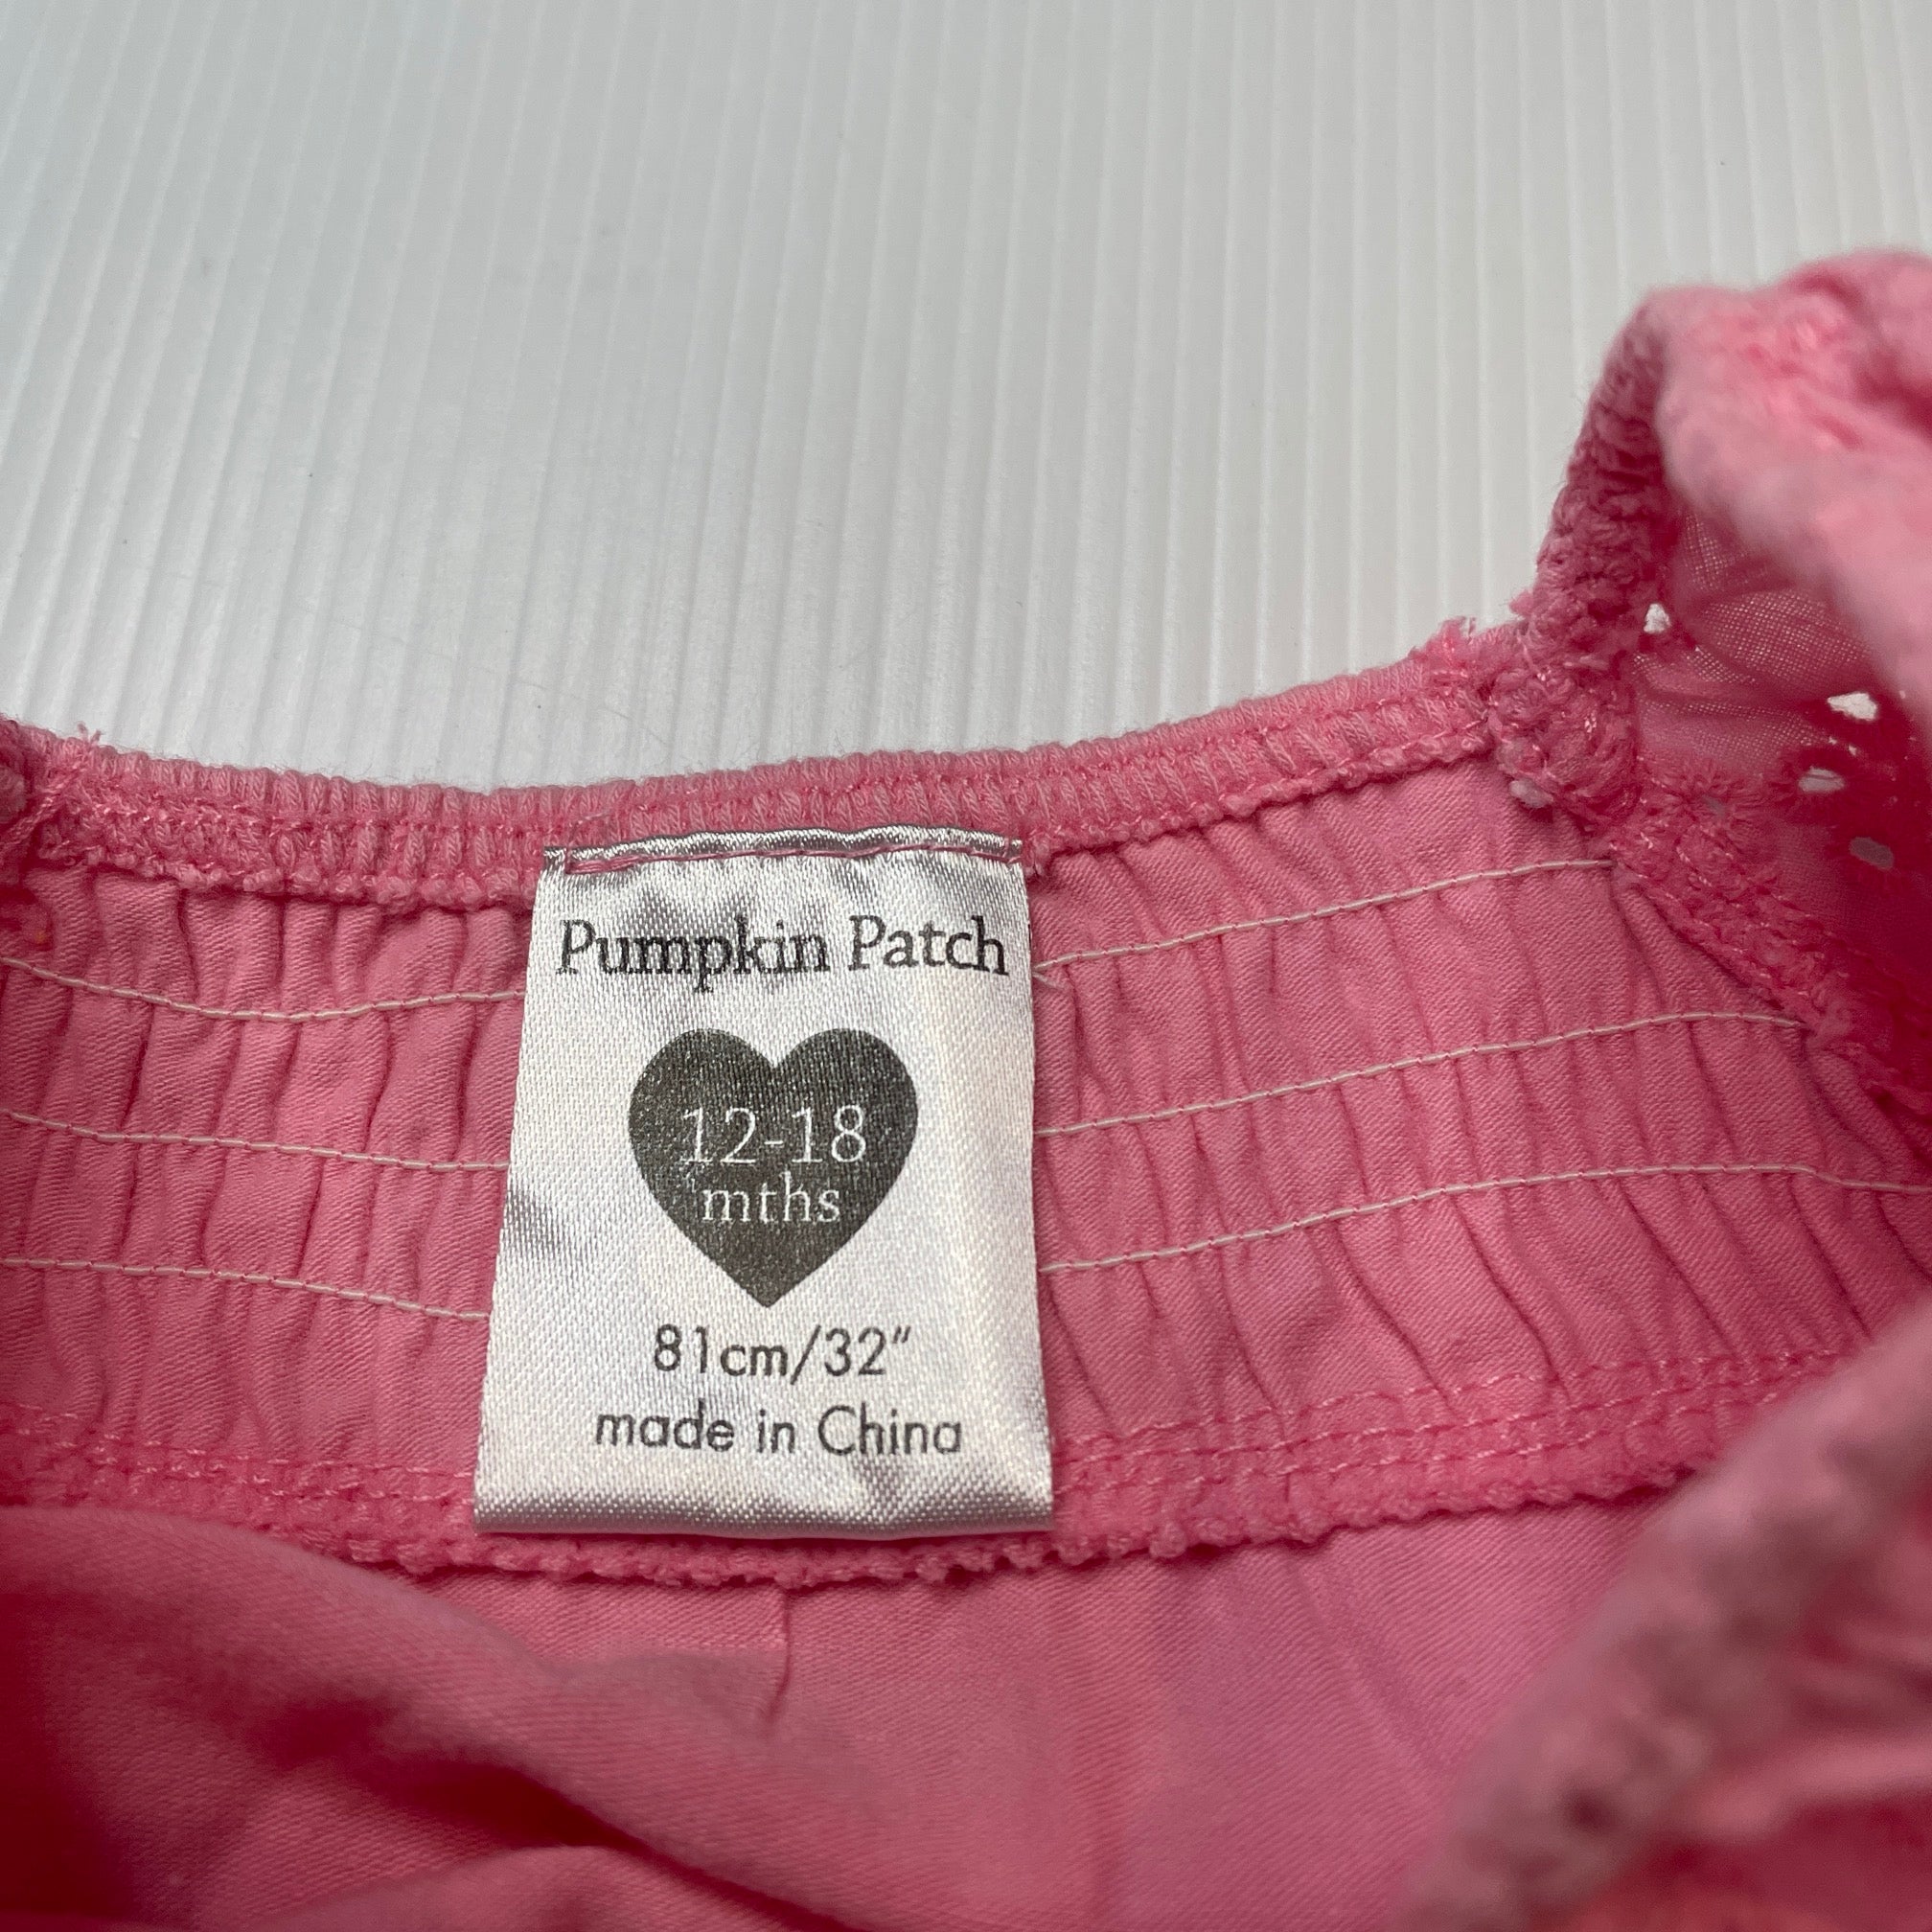 Pumpkin Patch
12-18
mths
81cm/32"
made in China